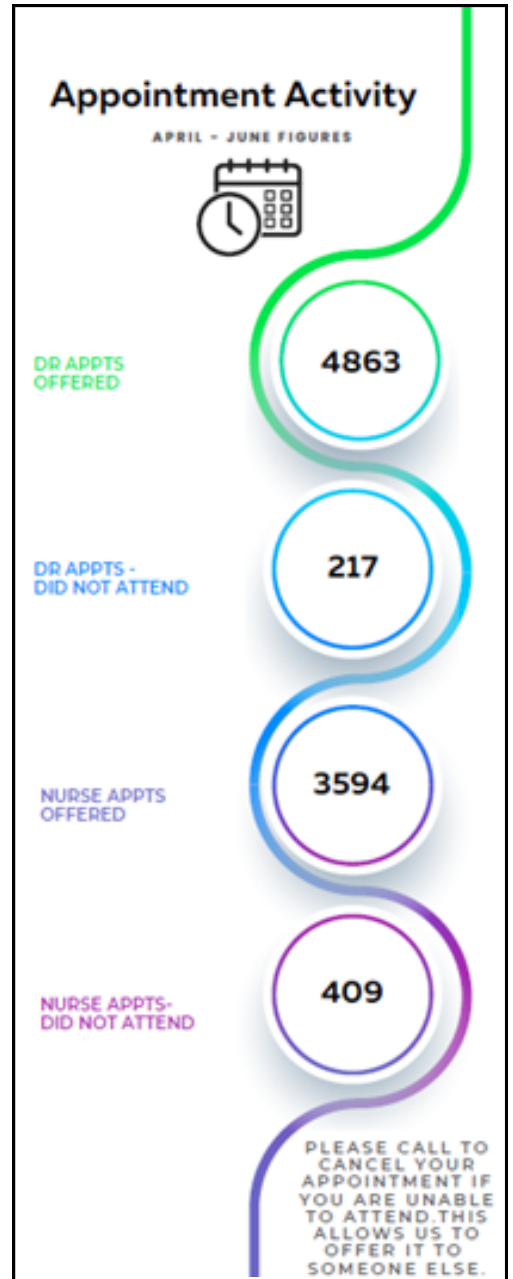 Appointment Activity
APRIL – JUNE FIGURES
DR APPTS
OFFERED
4863
DR APPTS -
DID NOT ATTEND
217
NURSE APPTS
OFFERED
3594
NURSE APPTS-
DID NOT ATTEND
409
PLEASE CALL TO
CANCEL YOUR
APPOINTMENT IF
YOU ARE UNABLE
TO ATTEND.THIS
ALLOWS US TO
OFFER IT TO
SOMEONE ELSE.